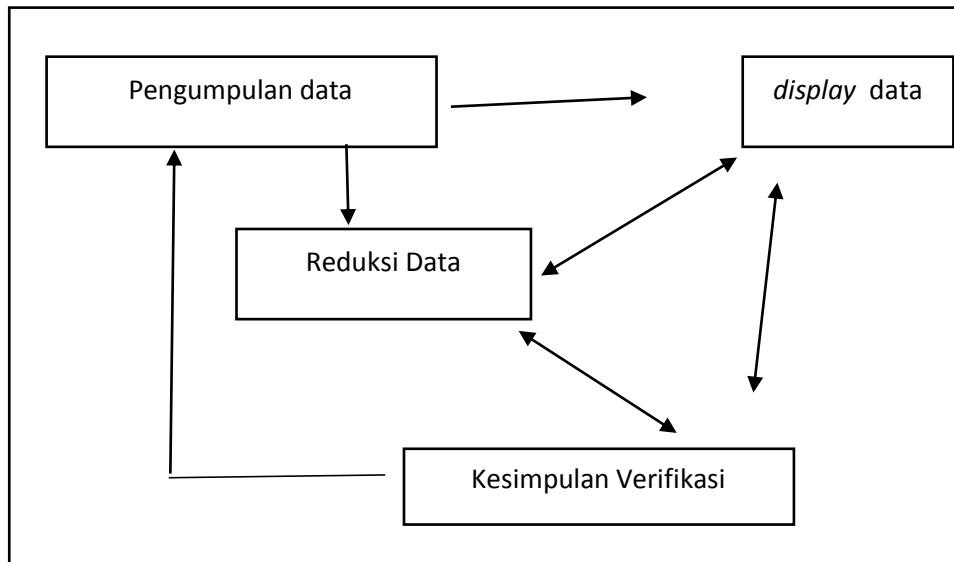 Pengumpulan data
display data
Reduksi Data
Kesimpulan Verifikasi